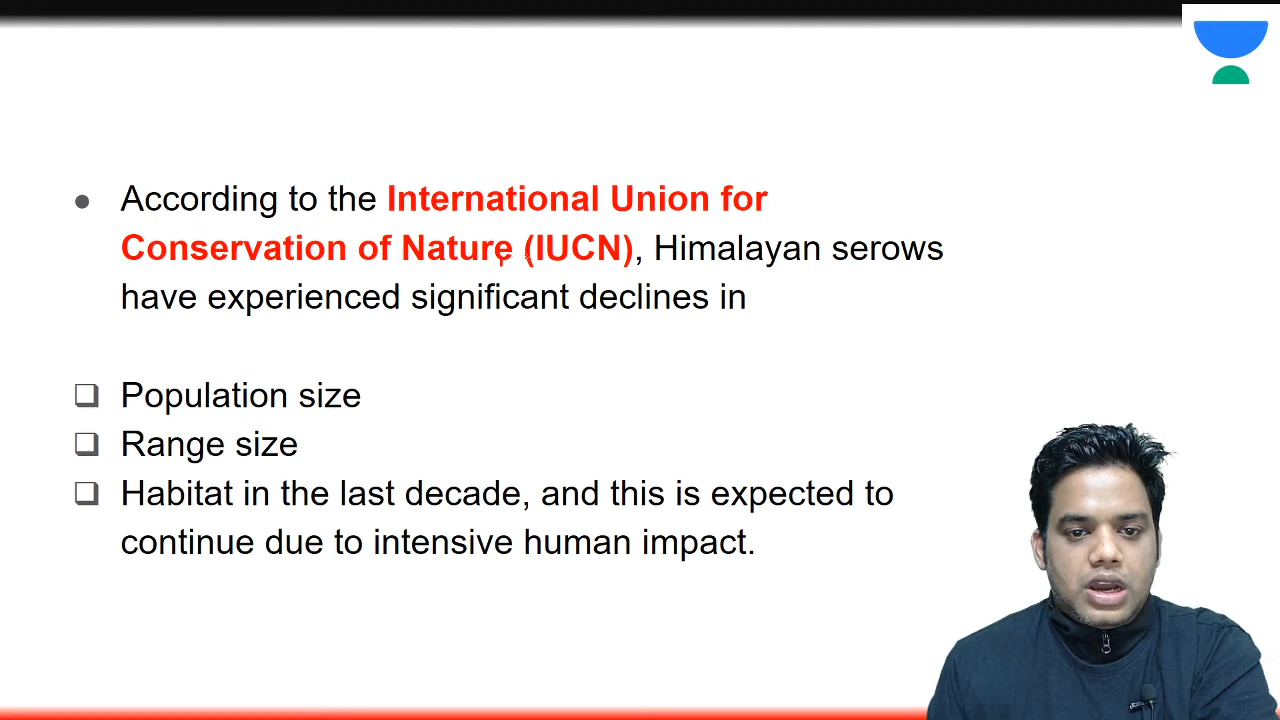 According to the International Union for
Conservation of Nature (IUCN), Himalayan serows
have experienced significant declines in
Population size
Range size
Habitat in the last decade, and this is expected to
continue due to intensive human impact.